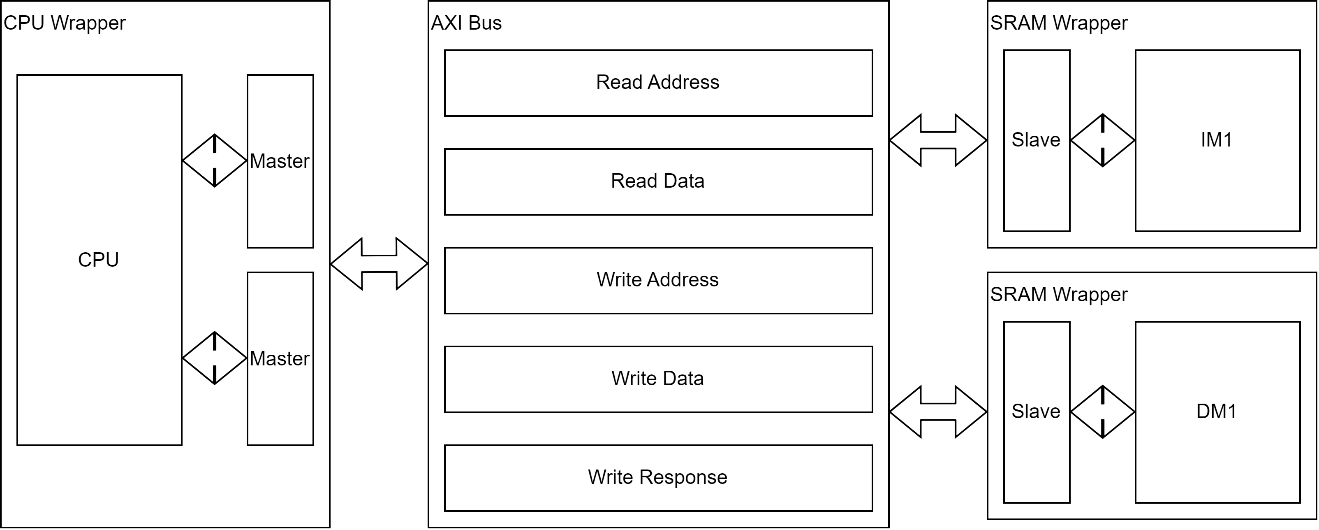 CPU Wrapper
CPU
Master
Master
AXI Bus
Read Address
Read Data
Write Address
Write Data
Write Response
SRAM Wrapper
Slave
IM1
SRAM Wrapper
Slave
DM1